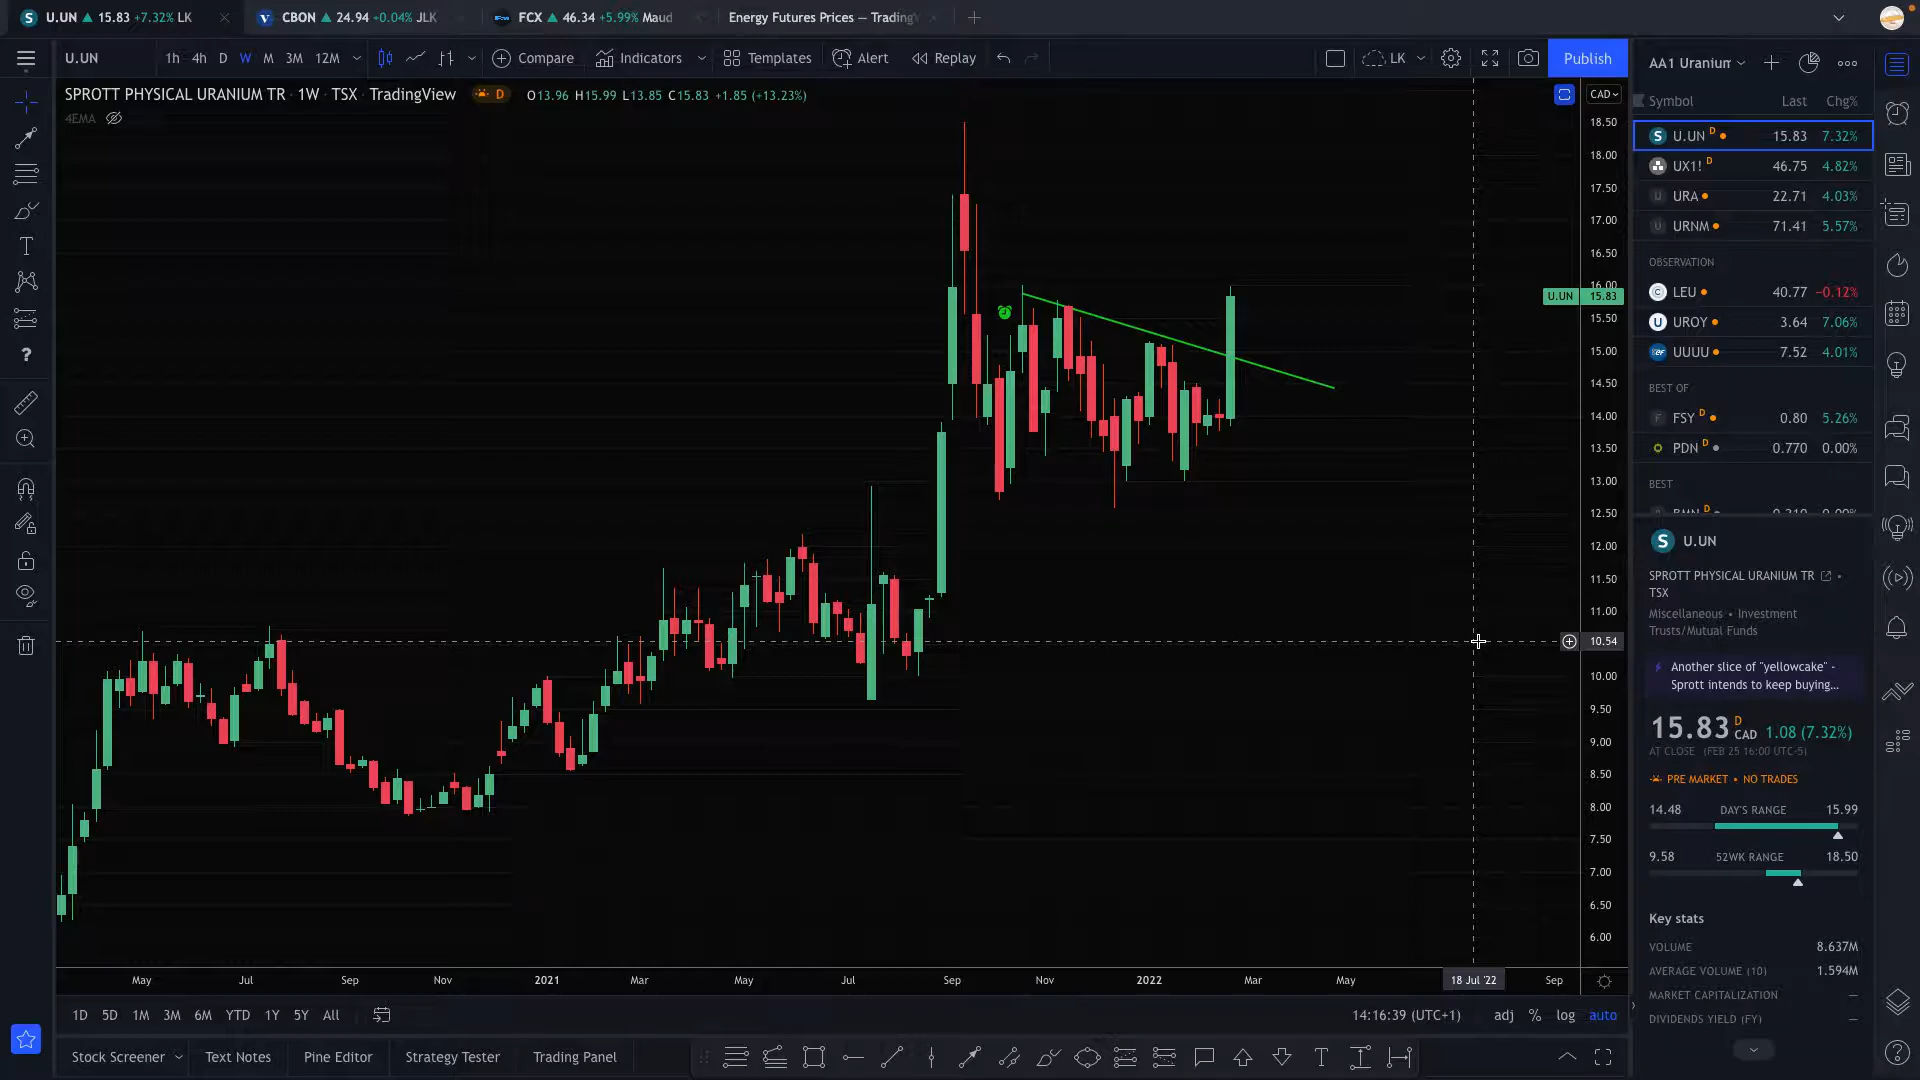 U.UN ▲ 15.83 +7.32% LK
CBON ▲ 24.94 +0.04% JLK
FCX ▲ 46.34 +5.99% Maud
Energy Futures Prices — Trading
U.UN
1h 4h D W M 3M 12M
Compare
Indicators
Templates
Alert
Replay
LK
Publish
SPROTT PHYSICAL URANIUM TR · 1W · TSX · TradingView
D
O13.96 H15.99 L13.85 C15.83 +1.85 (+13.23%)
4EMA
CAD
18.50
18.00
17.50
17.00
16.50
16.00
U.UN 15.83
15.50
15.00
14.50
14.00
13.50
13.00
12.50
12.00
11.50
11.00
10.54
10.00
9.50
9.00
8.50
8.00
7.50
7.00
6.50
6.00
May Jul Sep Nov 2021 Mar May Jul Sep Nov 2022 Mar May 18 Jul '22 Sep
1D 5D 1M 3M 6M YTD 1Y 5Y All
14:16:39 (UTC+1)
adj % log auto
Stock Screener
Text Notes
Pine Editor
Strategy Tester
Trading Panel
AA1 Uranium
Symbol Last Chg%
U.UN D 15.83 7.32%
UX1! D 46.75 4.82%
URA 22.71 4.03%
URNM 71.41 5.57%
OBSERVATION
LEU 40.77 −0.12%
UROY 3.64 7.06%
UUUU 7.52 4.01%
BEST OF
FSY D 0.80 5.26%
PDN D 0.770 0.00%
BEST
U.UN
SPROTT PHYSICAL URANIUM TR •
TSX
Miscellaneous • Investment
Trusts/Mutual Funds
Another slice of "yellowcake" -
Sprott intends to keep buying...
15.83 D CAD 1.08 (7.32%)
AT CLOSE (FEB 25 16:00 UTC-5)
PRE MARKET • NO TRADES
14.48 DAY'S RANGE 15.99
9.58 52WK RANGE 18.50
Key stats
VOLUME 8.637M
AVERAGE VOLUME (10) 1.594M
MARKET CAPITALIZATION —
DIVIDENDS YIELD (FY) —